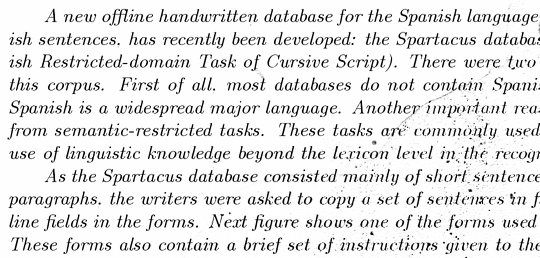 A new offline handwritten database for the Spanish language
ish sentences, has recently been developed: the Spartacus databas
ish Restricted-domain Task of Cursive Script). There were two
this corpus. First of all, most databases do not contain Spani
Spanish is a widespread major language. Another important rea
from semantic-restricted tasks. These tasks are commonly used
use of linguistic knowledge beyond the lexicon level in the recogn
As the Spartacus database consisted mainly of short sentence
paragraphs, the writers were asked to copy a set of sentences in f
line fields in the forms. Next figure shows one of the forms used
These forms also contain a brief set of instructions given to the